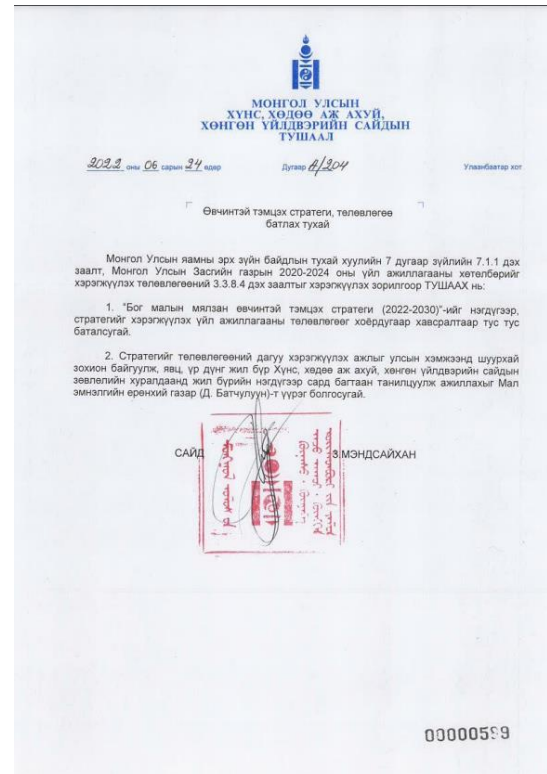 МОНГОЛ УЛСЫН
ХҮНС, ХӨДӨӨ АЖ АХУЙ,
ХӨНГӨН ҮЙЛДВЭРИЙН САЙДЫН
ТУШААЛ
2022 оны 06 сарын 24 өдөр Дугаар А/204 Улаанбаатар хот
Өвчинтэй тэмцэх стратеги, төлөвлөгөө
батлах тухай
Монгол Улсын яамны эрх зүйн байдлын тухай хуулийн 7 дугаар зүйлийн 7.1.1 дэх
заалт, Монгол Улсын Засгийн газрын 2020-2024 оны үйл ажиллагааны хөтөлбөрийг
хэрэгжүүлэх төлөвлөгөөний 3.3.8.4 дэх заалтыг хэрэгжүүлэх зорилгоор ТУШААХ нь:
1. "Бог малын мялзан өвчинтэй тэмцэх стратеги (2022-2030)"-ийг нэгдүгээр,
стратегийг хэрэгжүүлэх үйл ажиллагааны төлөвлөгөөг хоёрдугаар хавсралтаар тус тус
баталсугай.
2. Стратегийг төлөвлөгөөний дагуу хэрэгжүүлэх ажлыг улсын хэмжээнд шуурхай
зохион байгуулж, явц, үр дүнг жил бүр Хүнс, хөдөө аж ахуй, хөнгөн үйлдвэрийн сайдын
зөвлөлийн хуралдаанд жил бүрийн нэгдүгээр сард багтаан танилцуулж ажиллахыг Мал
эмнэлгийн ерөнхий газар (Д. Батчулуун)-т үүрэг болгосугай.
САЙД З.МЭНДСАЙХАН